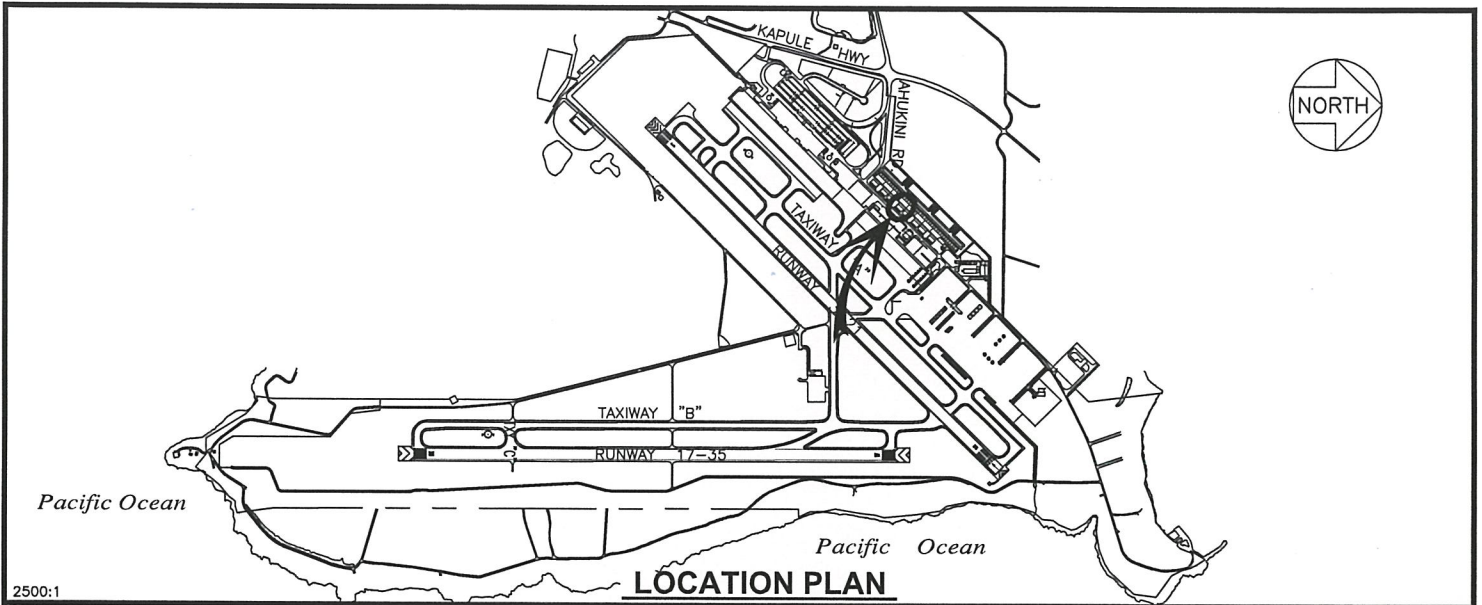 KAPULE HWY
NORTH
AHUKINI RD
TAXIWAY "A"
RUNWAY
TAXIWAY "B"
RUNWAY 17-35
Pacific Ocean
Pacific Ocean
2500:1
LOCATION PLAN